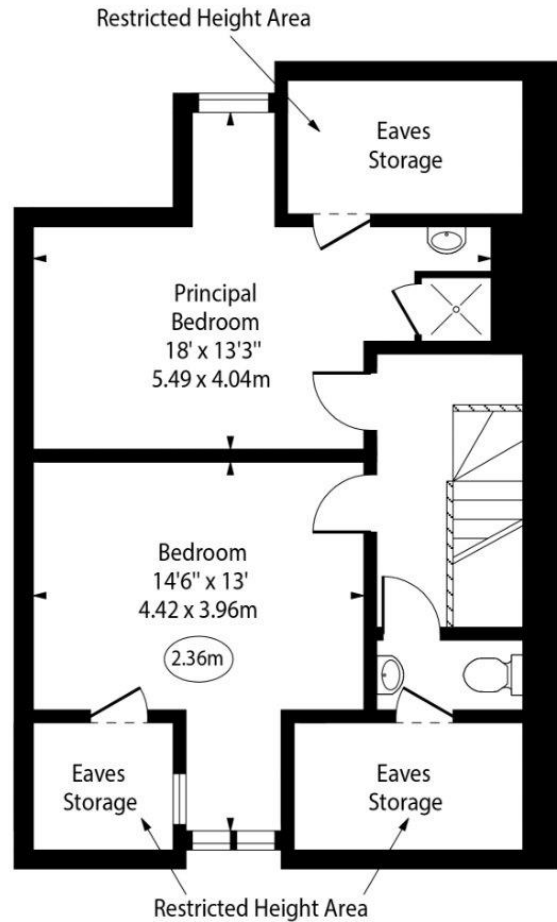 Restricted Height Area
Eaves
Storage
Principal
Bedroom
18' x 13'3"
5.49 x 4.04m
Bedroom
14'6" x 13'
4.42 x 3.96m
2.36m
Eaves
Storage
Eaves
Storage
Restricted Height Area